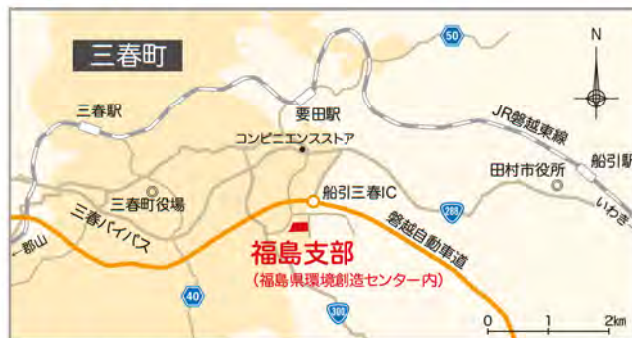 三春町
50
N
三春駅
要田駅
コンビニエンスストア
JR磐越東線
船引駅
田村市役所
三春町役場
船引三春IC
288
いわき→
三春バイパス
磐越自動車道
←郡山
福島支部
(福島県環境創造センター内)
40
300
0 1 2km